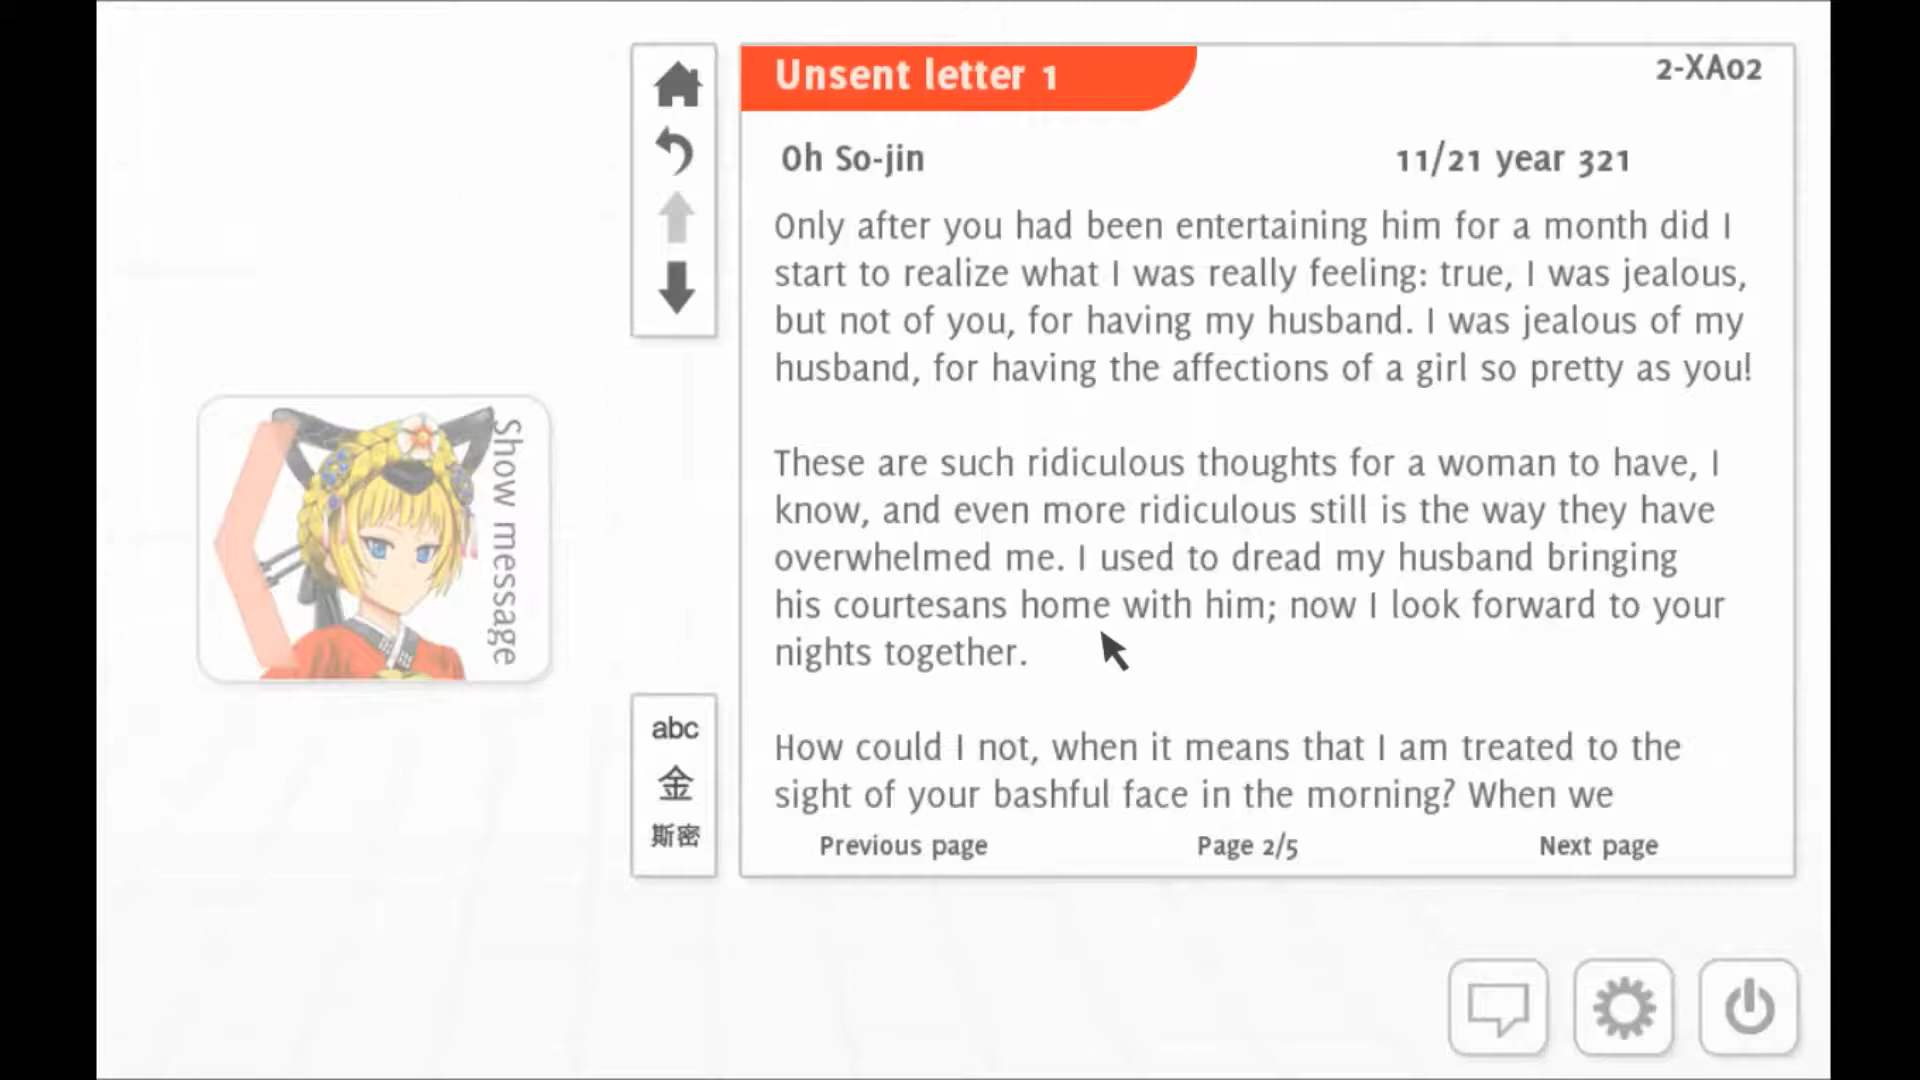 Unsent letter 1
2-XA02
Oh So-jin
11/21 year 321
Only after you had been entertaining him for a month did I
start to realize what I was really feeling: true, I was jealous,
but not of you, for having my husband. I was jealous of my
husband, for having the affections of a girl so pretty as you!
These are such ridiculous thoughts for a woman to have, I
know, and even more ridiculous still is the way they have
overwhelmed me. I used to dread my husband bringing
his courtesans home with him; now I look forward to your
nights together.
How could I not, when it means that I am treated to the
sight of your bashful face in the morning? When we
Previous page
Page 2/5
Next page
Show message
abc
金
斯密